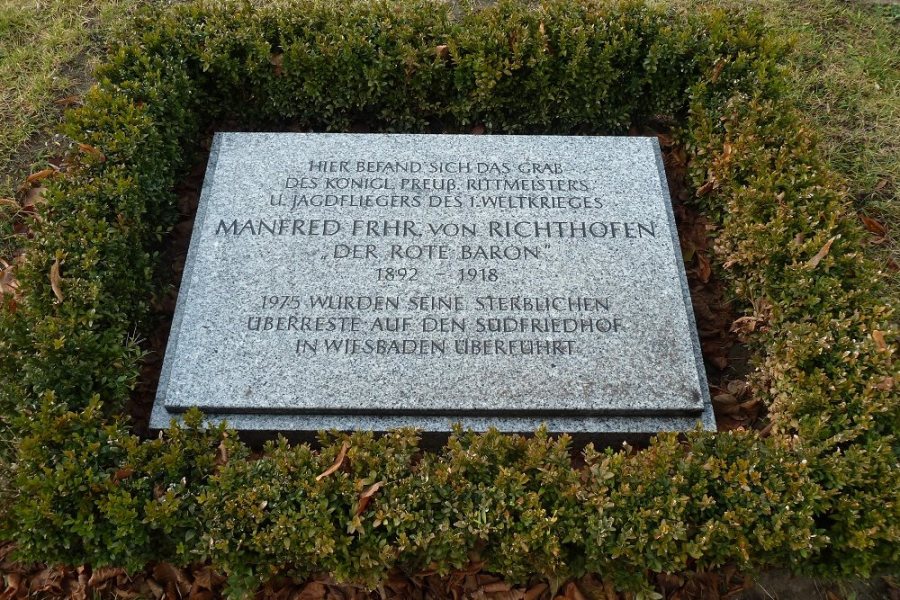 HIER BEFAND SICH DAS GRAB
DES KÖNIGL. PREUß. RITTMEISTERS
U. JAGDFLIEGERS DES I. WELTKRIEGES
MANFRED FRHR. VON RICHTHOFEN
„DER ROTE BARON"
1892 1918
1975 WURDEN SEINE STERBLICHEN
ÜBERRESTE AUF DEN SÜDFRIEDHOF
IN WIESBADEN ÜBERFÜHRT